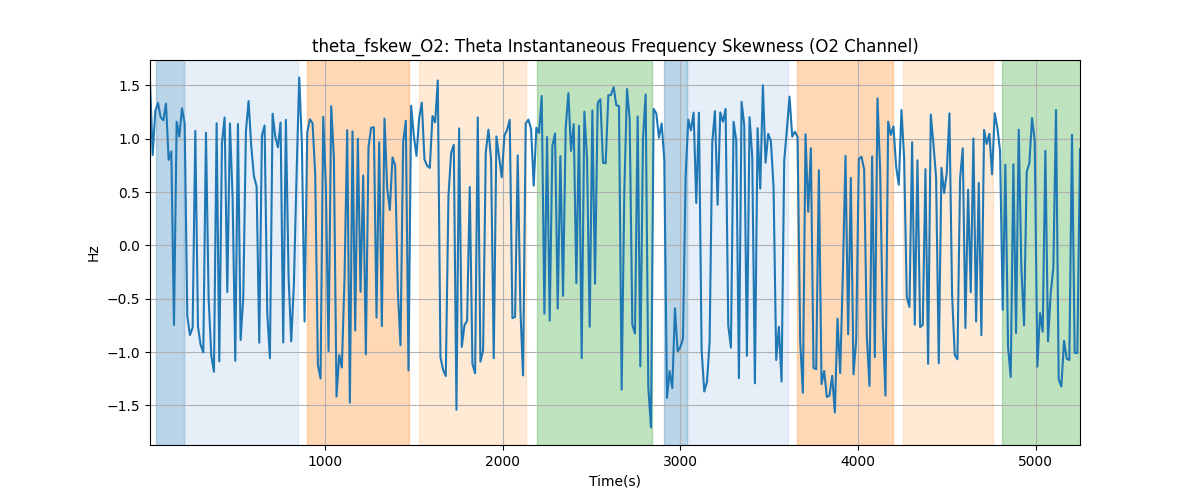 theta_fskew_O2: Theta Instantaneous Frequency Skewness (O2 Channel)
1.5
1.0
0.5
0.0
−0.5
−1.0
−1.5
Hz
1000 2000 3000 4000 5000
Time(s)